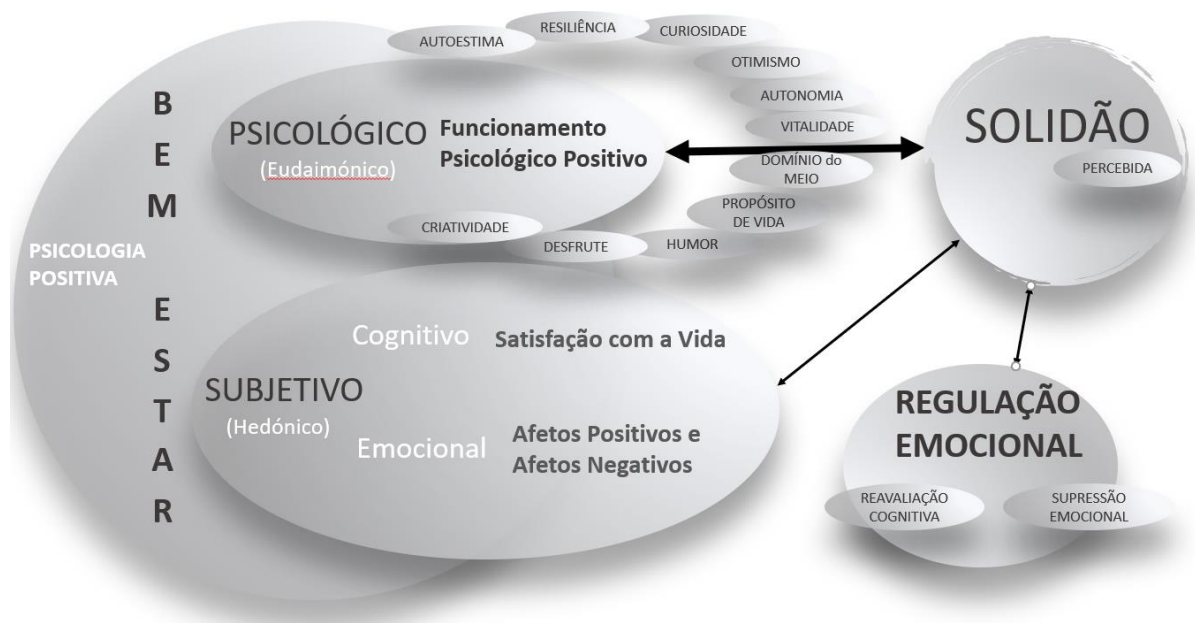 BEM ESTAR
PSICOLOGIA
POSITIVA
PSICOLÓGICO
(Eudaimónico)
Funcionamento
Psicológico Positivo
AUTOESTIMA
RESILIÊNCIA
CURIOSIDADE
OTIMISMO
AUTONOMIA
VITALIDADE
DOMÍNIO do
MEIO
PROPÓSITO
DE VIDA
HUMOR
DESFRUTE
CRIATIVIDADE
SUBJETIVO
(Hedónico)
Cognitivo
Satisfação com a Vida
Emocional
Afetos Positivos e
Afetos Negativos
SOLIDÃO
PERCEBIDA
REGULAÇÃO
EMOCIONAL
REAVALIAÇÃO
COGNITIVA
SUPRESSÃO
EMOCIONAL